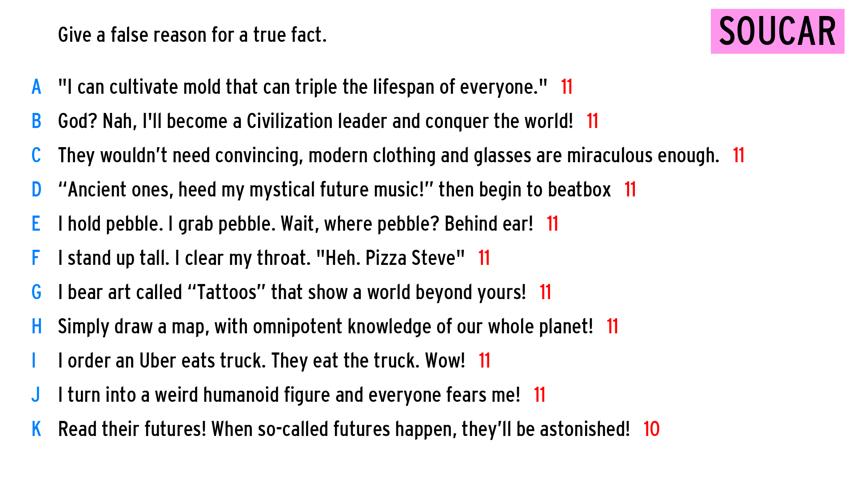 Give a false reason for a true fact.
SOUCAR
A "I can cultivate mold that can triple the lifespan of everyone." 11
B God? Nah, I'll become a Civilization leader and conquer the world! 11
C They wouldn’t need convincing, modern clothing and glasses are miraculous enough. 11
D “Ancient ones, heed my mystical future music!” then begin to beatbox 11
E I hold pebble. I grab pebble. Wait, where pebble? Behind ear! 11
F I stand up tall. I clear my throat. "Heh. Pizza Steve" 11
G I bear art called “Tattoos” that show a world beyond yours! 11
H Simply draw a map, with omnipotent knowledge of our whole planet! 11
I I order an Uber eats truck. They eat the truck. Wow! 11
J I turn into a weird humanoid figure and everyone fears me! 11
K Read their futures! When so-called futures happen, they’ll be astonished! 10